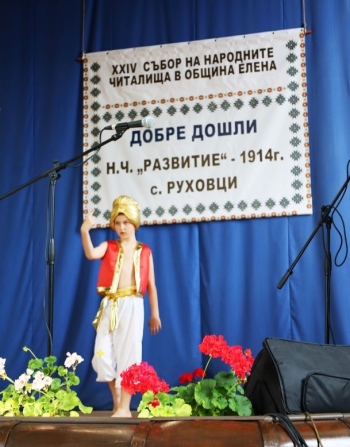 XXIV СЪБОР НА НАРОДНИТЕ
ЧИТАЛИЩА В ОБЩИНА ЕЛЕНА
ДОБРЕ ДОШЛИ
Н.Ч. „РАЗВИТИЕ" - 1914г.
с. РУХОВЦИ